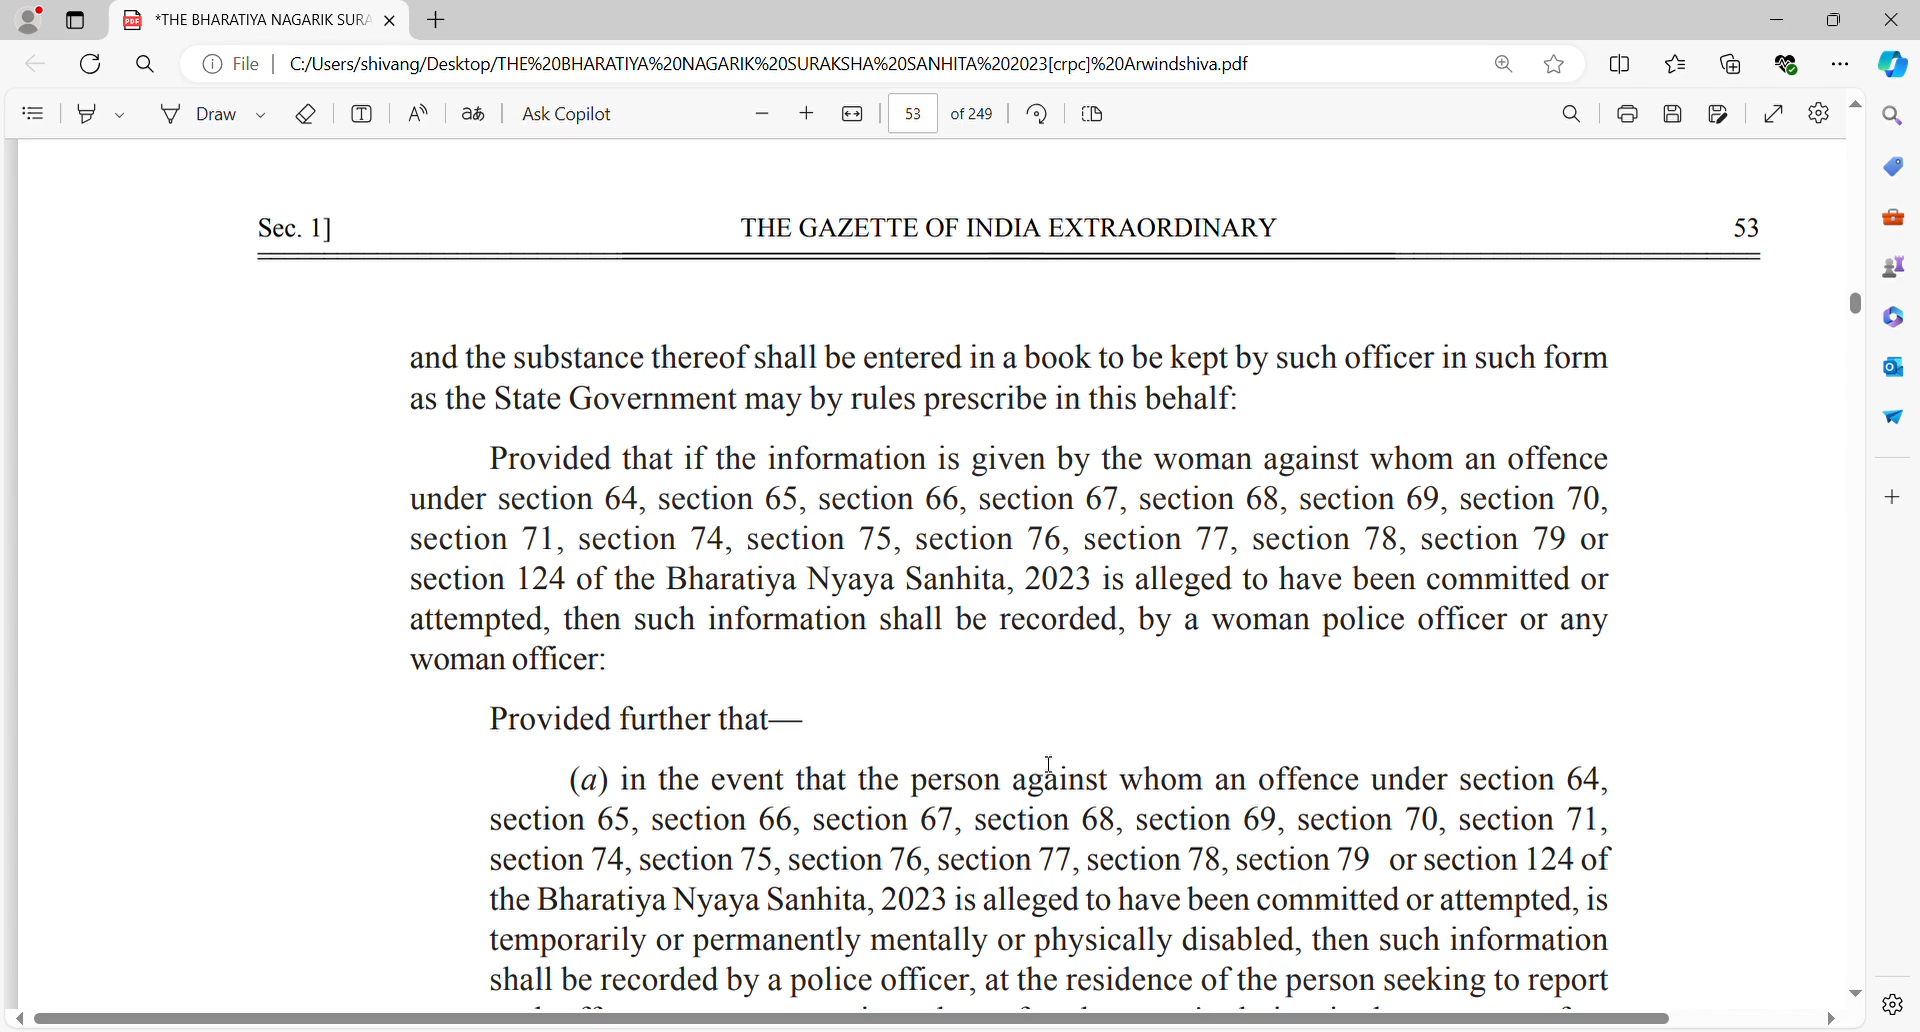 *THE BHARATIYA NAGARIK SURA
File
C:/Users/shivang/Desktop/THE%20BHARATIYA%20NAGARIK%20SURAKSHA%20SANHITA%202023[crpc]%20Arwindshiva.pdf
Draw
T
A
aあ
Ask Copilot
53
of 249
Sec. 1]
THE GAZETTE OF INDIA EXTRAORDINARY
53
and the substance thereof shall be entered in a book to be kept by such officer in such form
as the State Government may by rules prescribe in this behalf:
Provided that if the information is given by the woman against whom an offence
under section 64, section 65, section 66, section 67, section 68, section 69, section 70,
section 71, section 74, section 75, section 76, section 77, section 78, section 79 or
section 124 of the Bharatiya Nyaya Sanhita, 2023 is alleged to have been committed or
attempted, then such information shall be recorded, by a woman police officer or any
woman officer:
Provided further that—
(a) in the event that the person against whom an offence under section 64,
section 65, section 66, section 67, section 68, section 69, section 70, section 71,
section 74, section 75, section 76, section 77, section 78, section 79 or section 124 of
the Bharatiya Nyaya Sanhita, 2023 is alleged to have been committed or attempted, is
temporarily or permanently mentally or physically disabled, then such information
shall be recorded by a police officer, at the residence of the person seeking to report